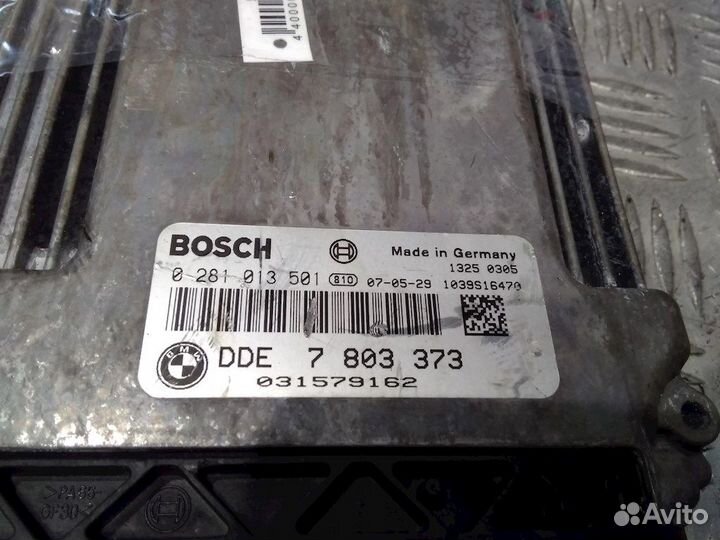 BOSCH
Made in Germany
1325 0305
0 281 013 501 810 07-05-29 1039S16470
BMW DDE 7 803 373
031579162
Avito